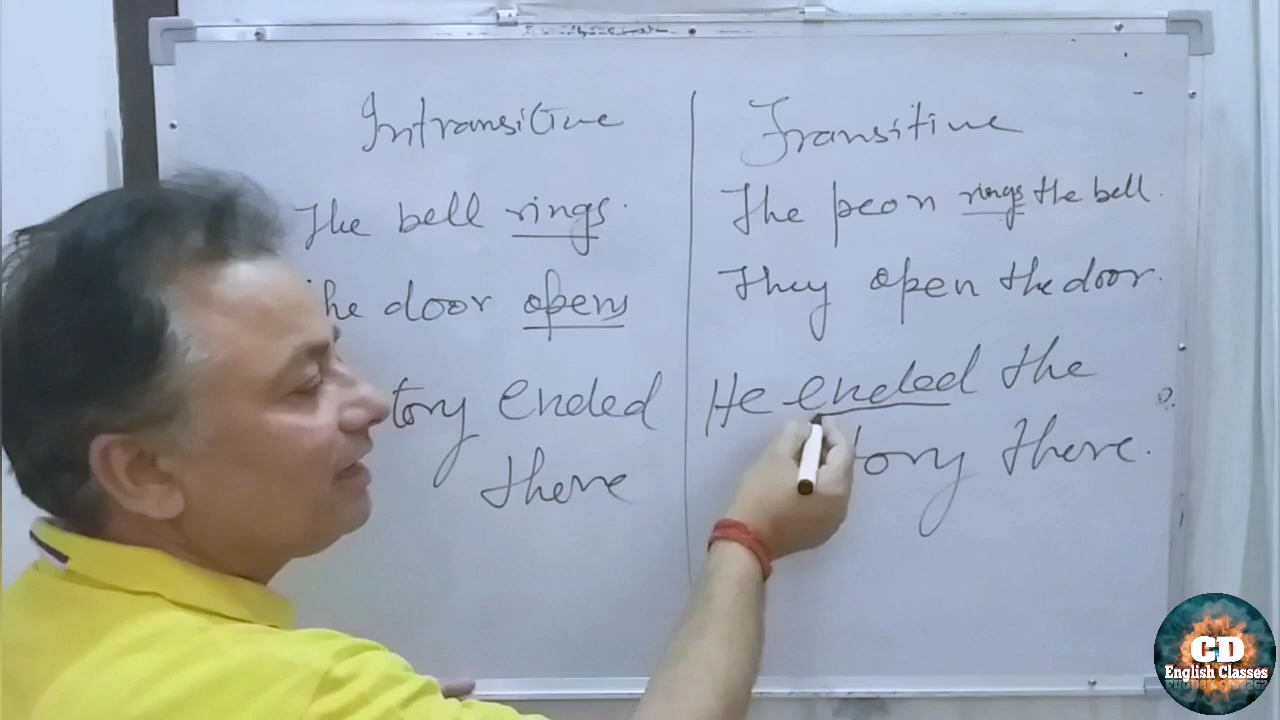 Intransitive
The bell rings.
he door opens
tory ended
there
Transitive
The peon rings the bell.
They open the door.
He ended the
tory there.
CD
English Classes